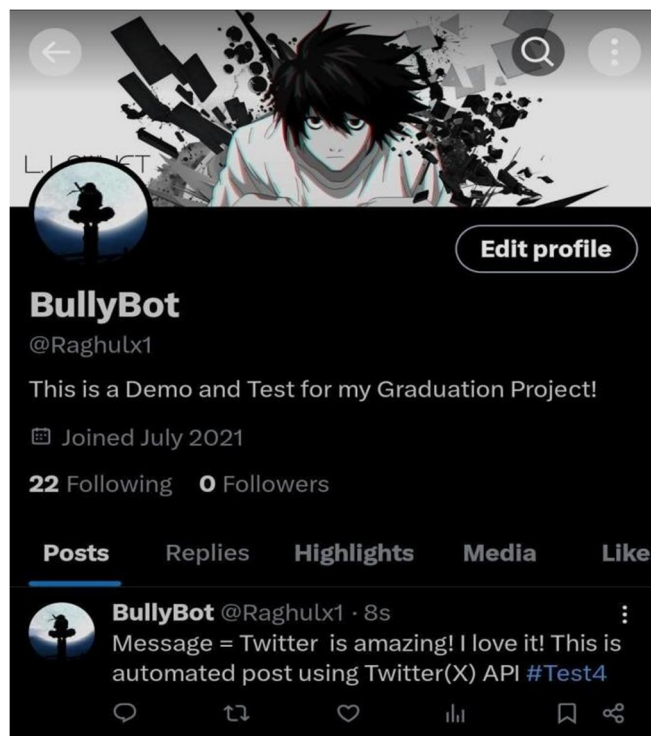 BullyBot
@Raghulx1
Edit profile
This is a Demo and Test for my Graduation Project!
Joined July 2021
22 Following 0 Followers
Posts Replies Highlights Media Like
BullyBot @Raghulx1 · 8s
Message = Twitter is amazing! I love it! This is
automated post using Twitter(X) API #Test4